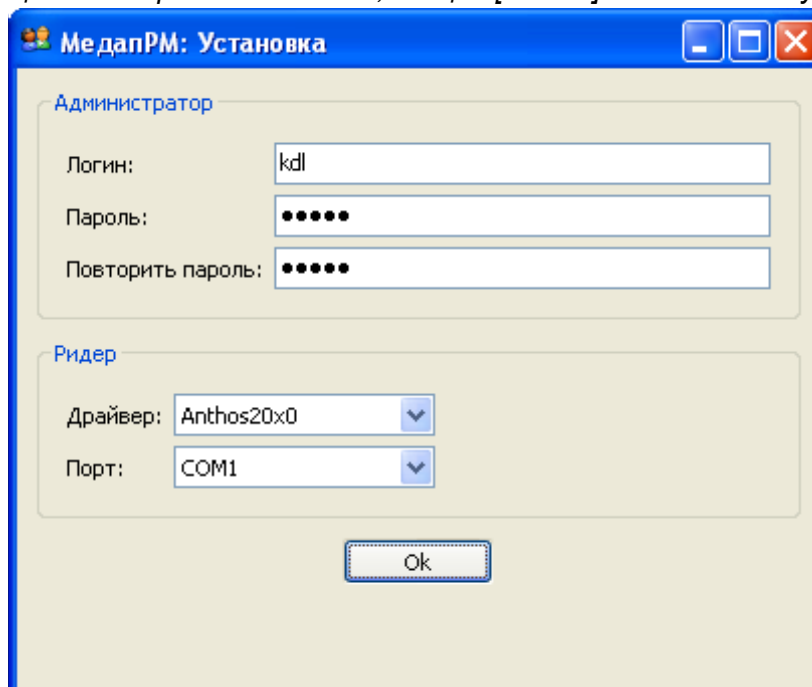 МедапРМ: Установка
Администратор
Логин: kdl
Пароль: •••••
Повторить пароль: •••••
Ридер
Драйвер: Anthos20x0
Порт: COM1
Ok